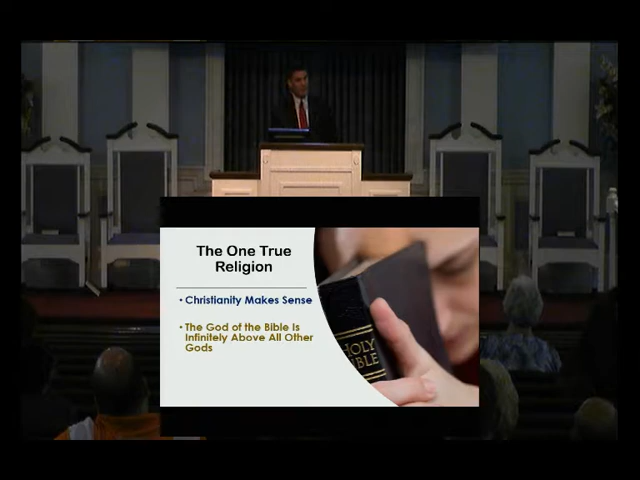 The One True
Religion
• Christianity Makes Sense
• The God of the Bible Is
Infinitely Above All Other
Gods
HOLY
BIBLE